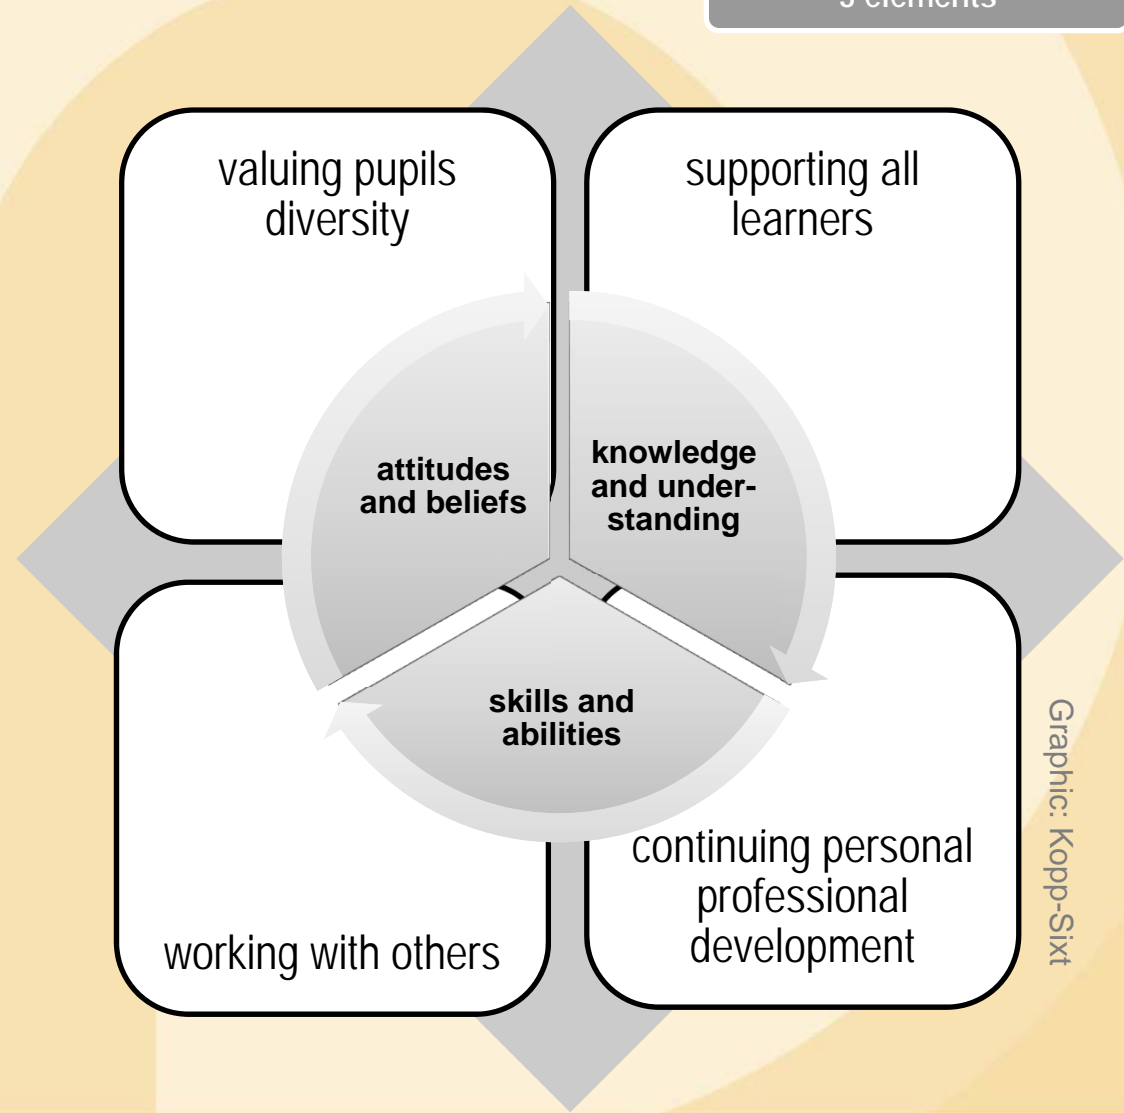 elements
valuing pupils
diversity
supporting all
learners
attitudes
and beliefs
knowledge
and under-
standing
skills and
abilities
continuing personal
professional
development
working with others
Graphic: Kopp-Sixt